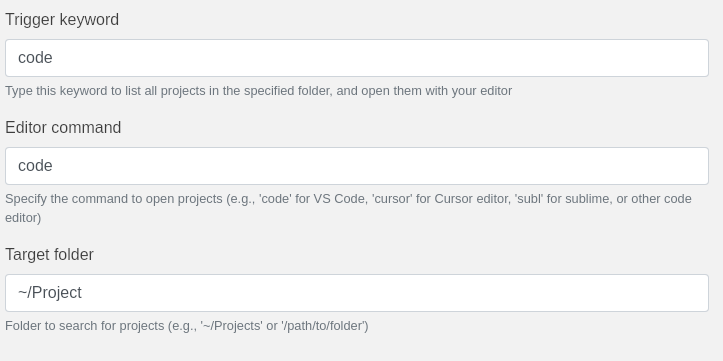 Trigger keyword
code
Type this keyword to list all projects in the specified folder, and open them with your editor
Editor command
code
Specify the command to open projects (e.g., 'code' for VS Code, 'cursor' for Cursor editor, 'subl' for sublime, or other code
editor)
Target folder
~/Project
Folder to search for projects (e.g., '~/Projects' or '/path/to/folder')